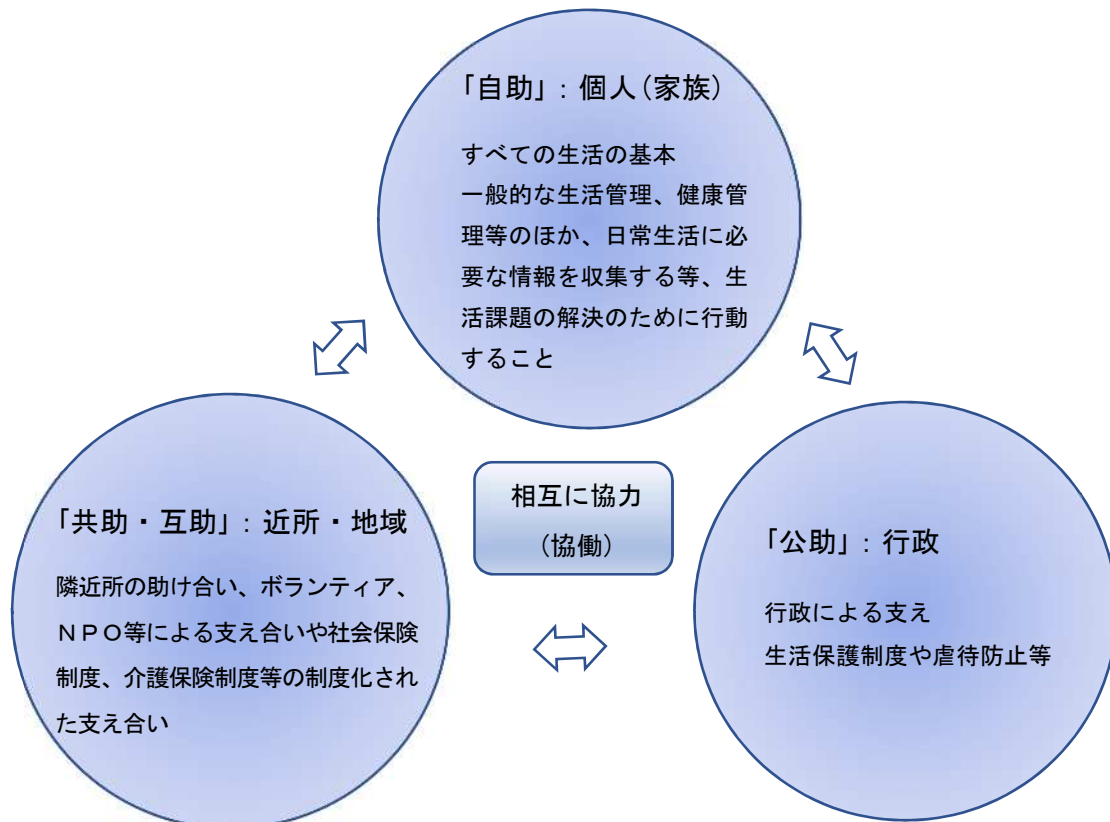 「自助」：個人（家族）
すべての生活の基本
一般的な生活管理、健康管
理等のほか、日常生活に必
要な情報を収集する等、生
活課題の解決のために行動
すること
相互に協力
（協働）
「共助・互助」：近所・地域
隣近所の助け合い、ボランティア、
ＮＰＯ等による支え合いや社会保険
制度、介護保険制度等の制度化され
た支え合い
「公助」：行政
行政による支え
生活保護制度や虐待防止等